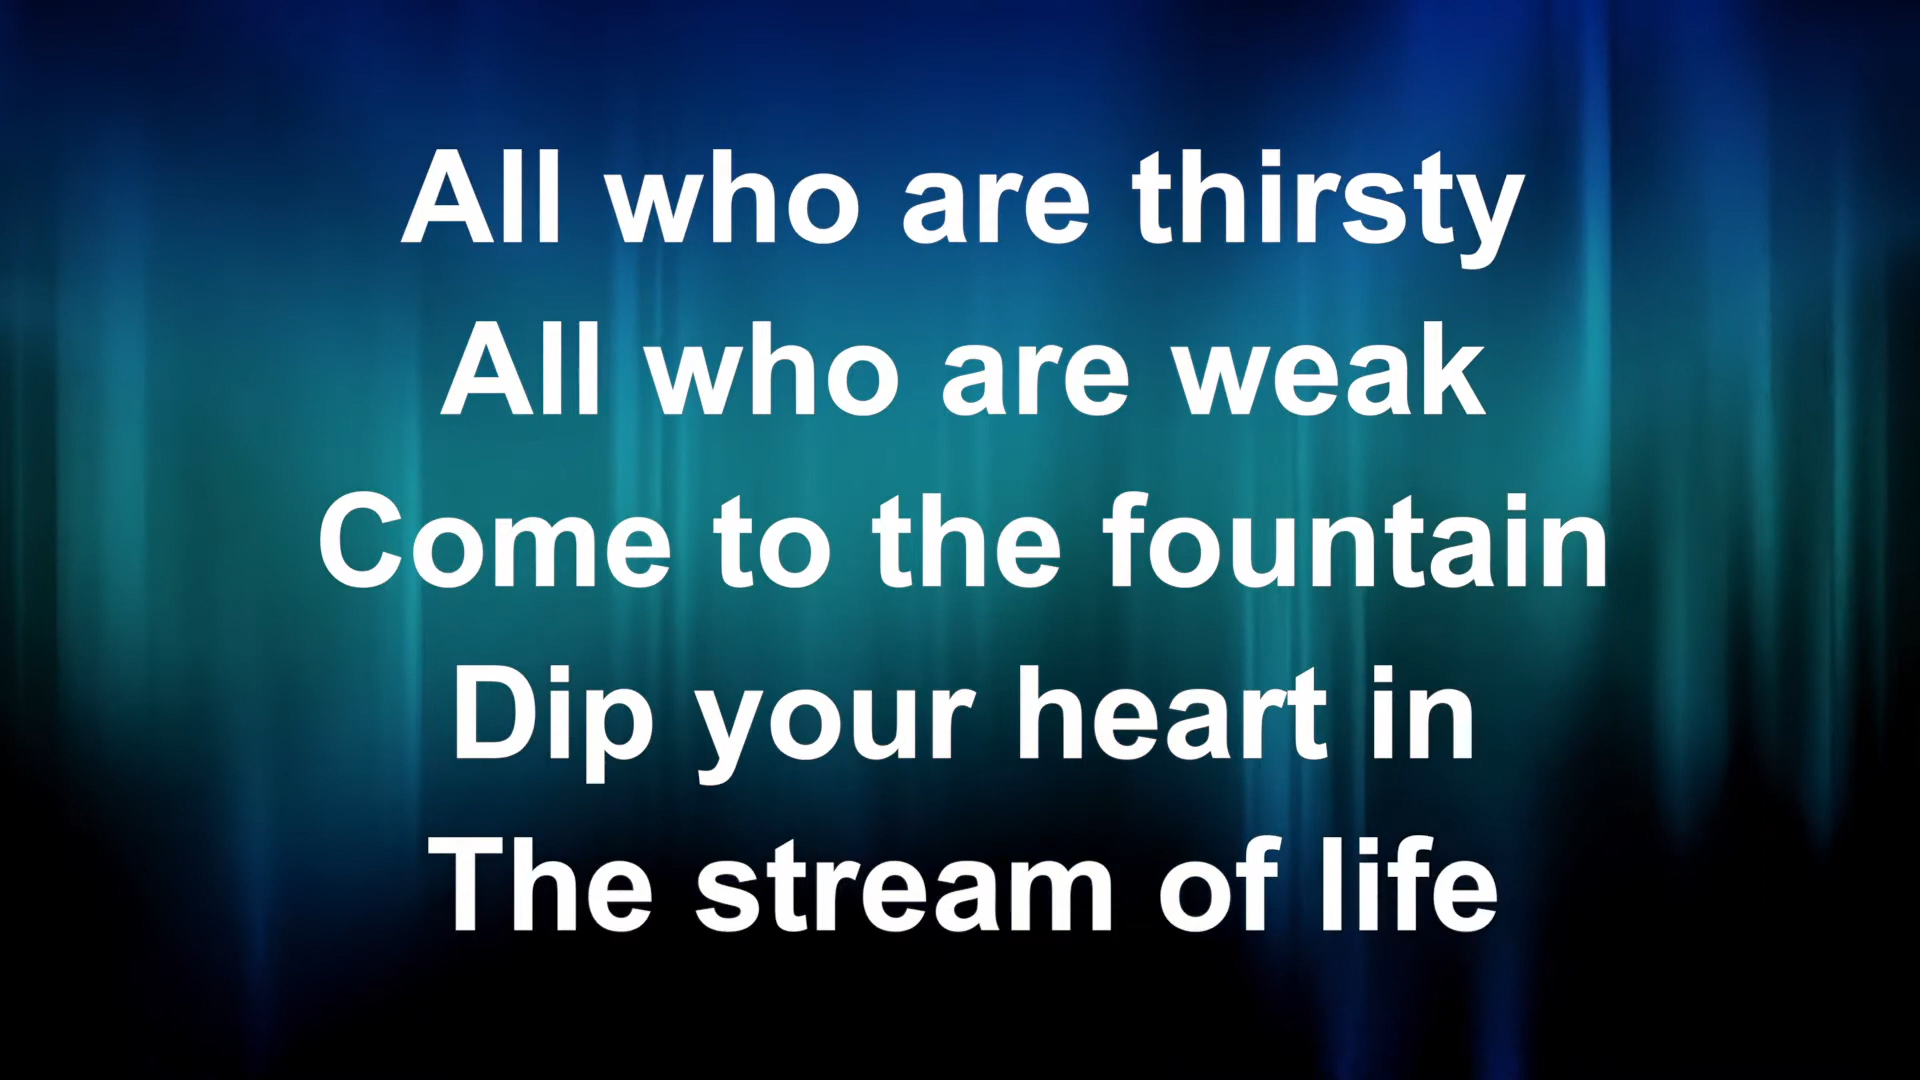 All who are thirsty
All who are weak
Come to the fountain
Dip your heart in
The stream of life